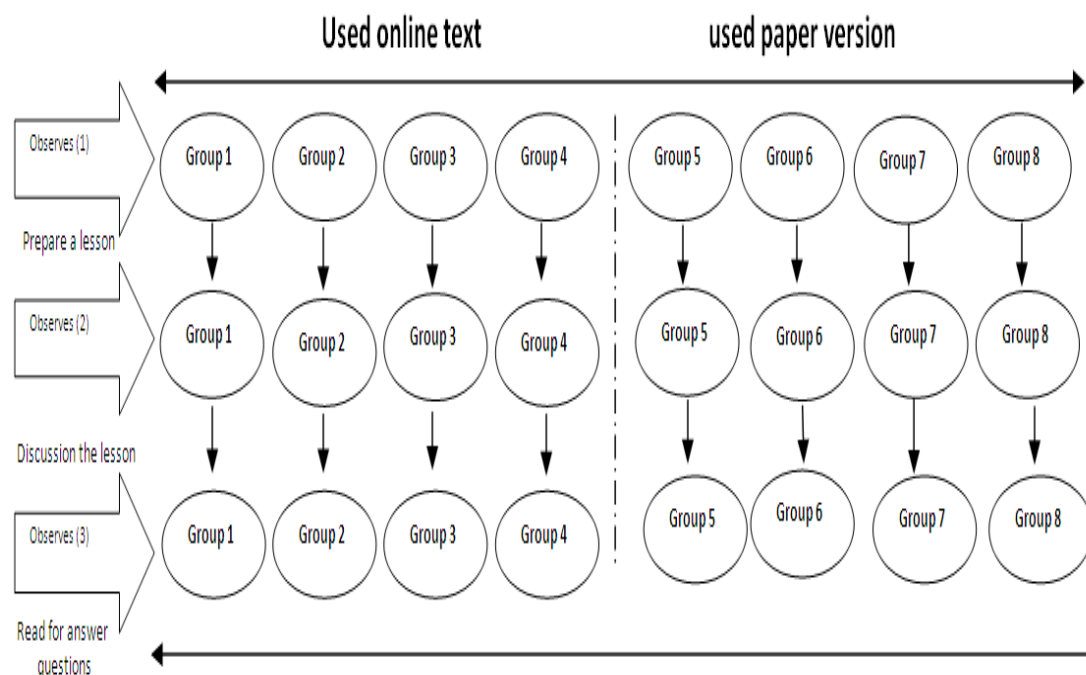 Used online text used paper version
Observes (1)
Group 1 Group 2 Group 3 Group 4 Group 5 Group 6 Group 7 Group 8
Prepare a lesson
Observes (2)
Group 1 Group 2 Group 3 Group 4 Group 5 Group 6 Group 7 Group 8
Discussion the lesson
Observes (3)
Group 1 Group 2 Group 3 Group 4 Group 5 Group 6 Group 7 Group 8
Read for answer
questions